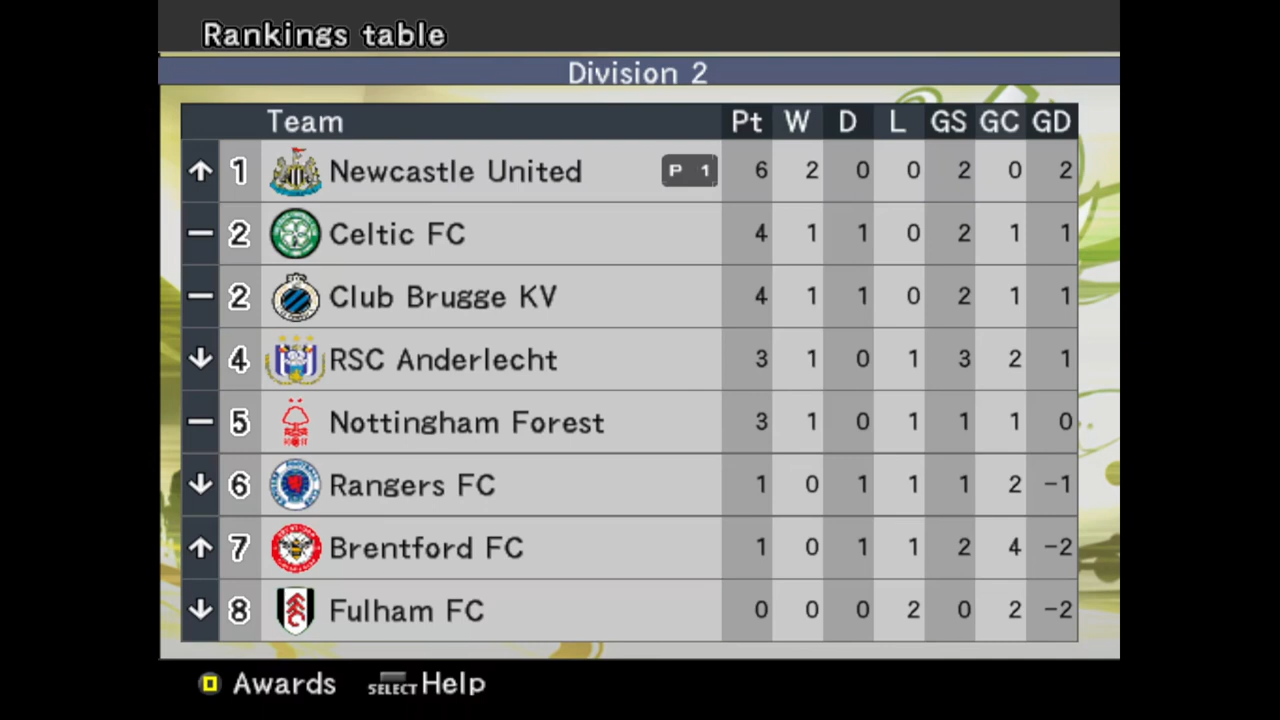 Rankings table
Division 2
Team Pt W D L GS GC GD
1 Newcastle United P 1 6 2 0 0 2 0 2
2 Celtic FC 4 1 1 0 2 1 1
2 Club Brugge KV 4 1 1 0 2 1 1
4 RSC Anderlecht 3 1 0 1 3 2 1
5 Nottingham Forest 3 1 0 1 1 1 0
6 Rangers FC 1 0 1 1 1 2 -1
7 Brentford FC 1 0 1 1 2 4 -2
8 Fulham FC 0 0 0 2 0 2 -2
Awards SELECT Help